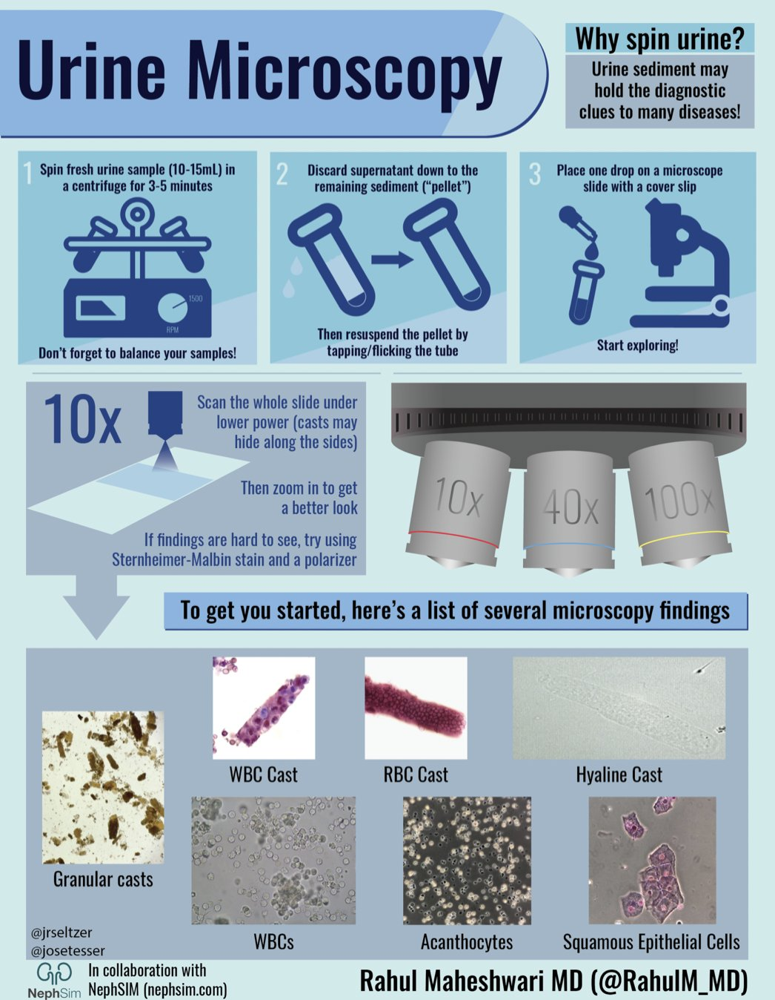 Urine Microscopy
Why spin urine?
Urine sediment may
hold the diagnostic
clues to many diseases!
1
Spin fresh urine sample (10-15mL) in
a centrifuge for 3-5 minutes
1500
RPM
Don't forget to balance your samples!
2
Discard supernatant down to the
remaining sediment (“pellet”)
Then resuspend the pellet by
tapping/flicking the tube
3
Place one drop on a microscope
slide with a cover slip
Start exploring!
10x
Scan the whole slide under
lower power (casts may
hide along the sides)
Then zoom in to get
a better look
If findings are hard to see, try using
Sternheimer-Malbin stain and a polarizer
10x
40x
100x
To get you started, here's a list of several microscopy findings
WBC Cast
RBC Cast
Hyaline Cast
Granular casts
WBCs
Acanthocytes
Squamous Epithelial Cells
@jrseltzer
@josetesser
NephSim
In collaboration with
NephSIM (nephsim.com)
Rahul Maheshwari MD (@RahulM_MD)